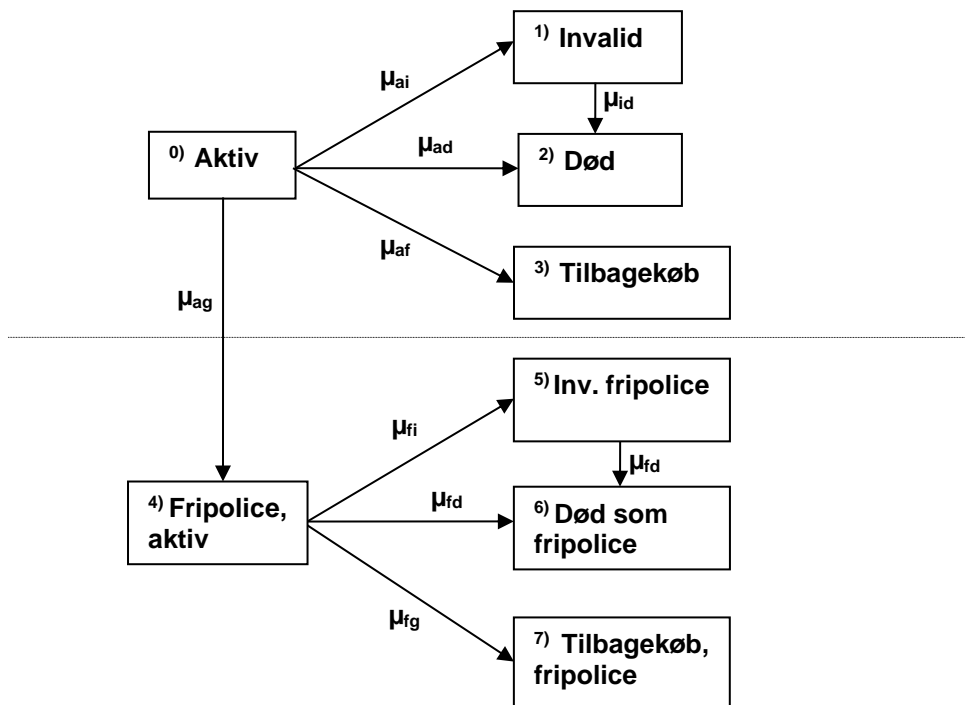 1) Invalid
μai
μid
0) Aktiv
μad
2) Død
μaf
3) Tilbagekøb
μag
5) Inv. fripolice
μfi
μfd
4) Fripolice,
aktiv
μfd
6) Død som
fripolice
μfg
7) Tilbagekøb,
fripolice